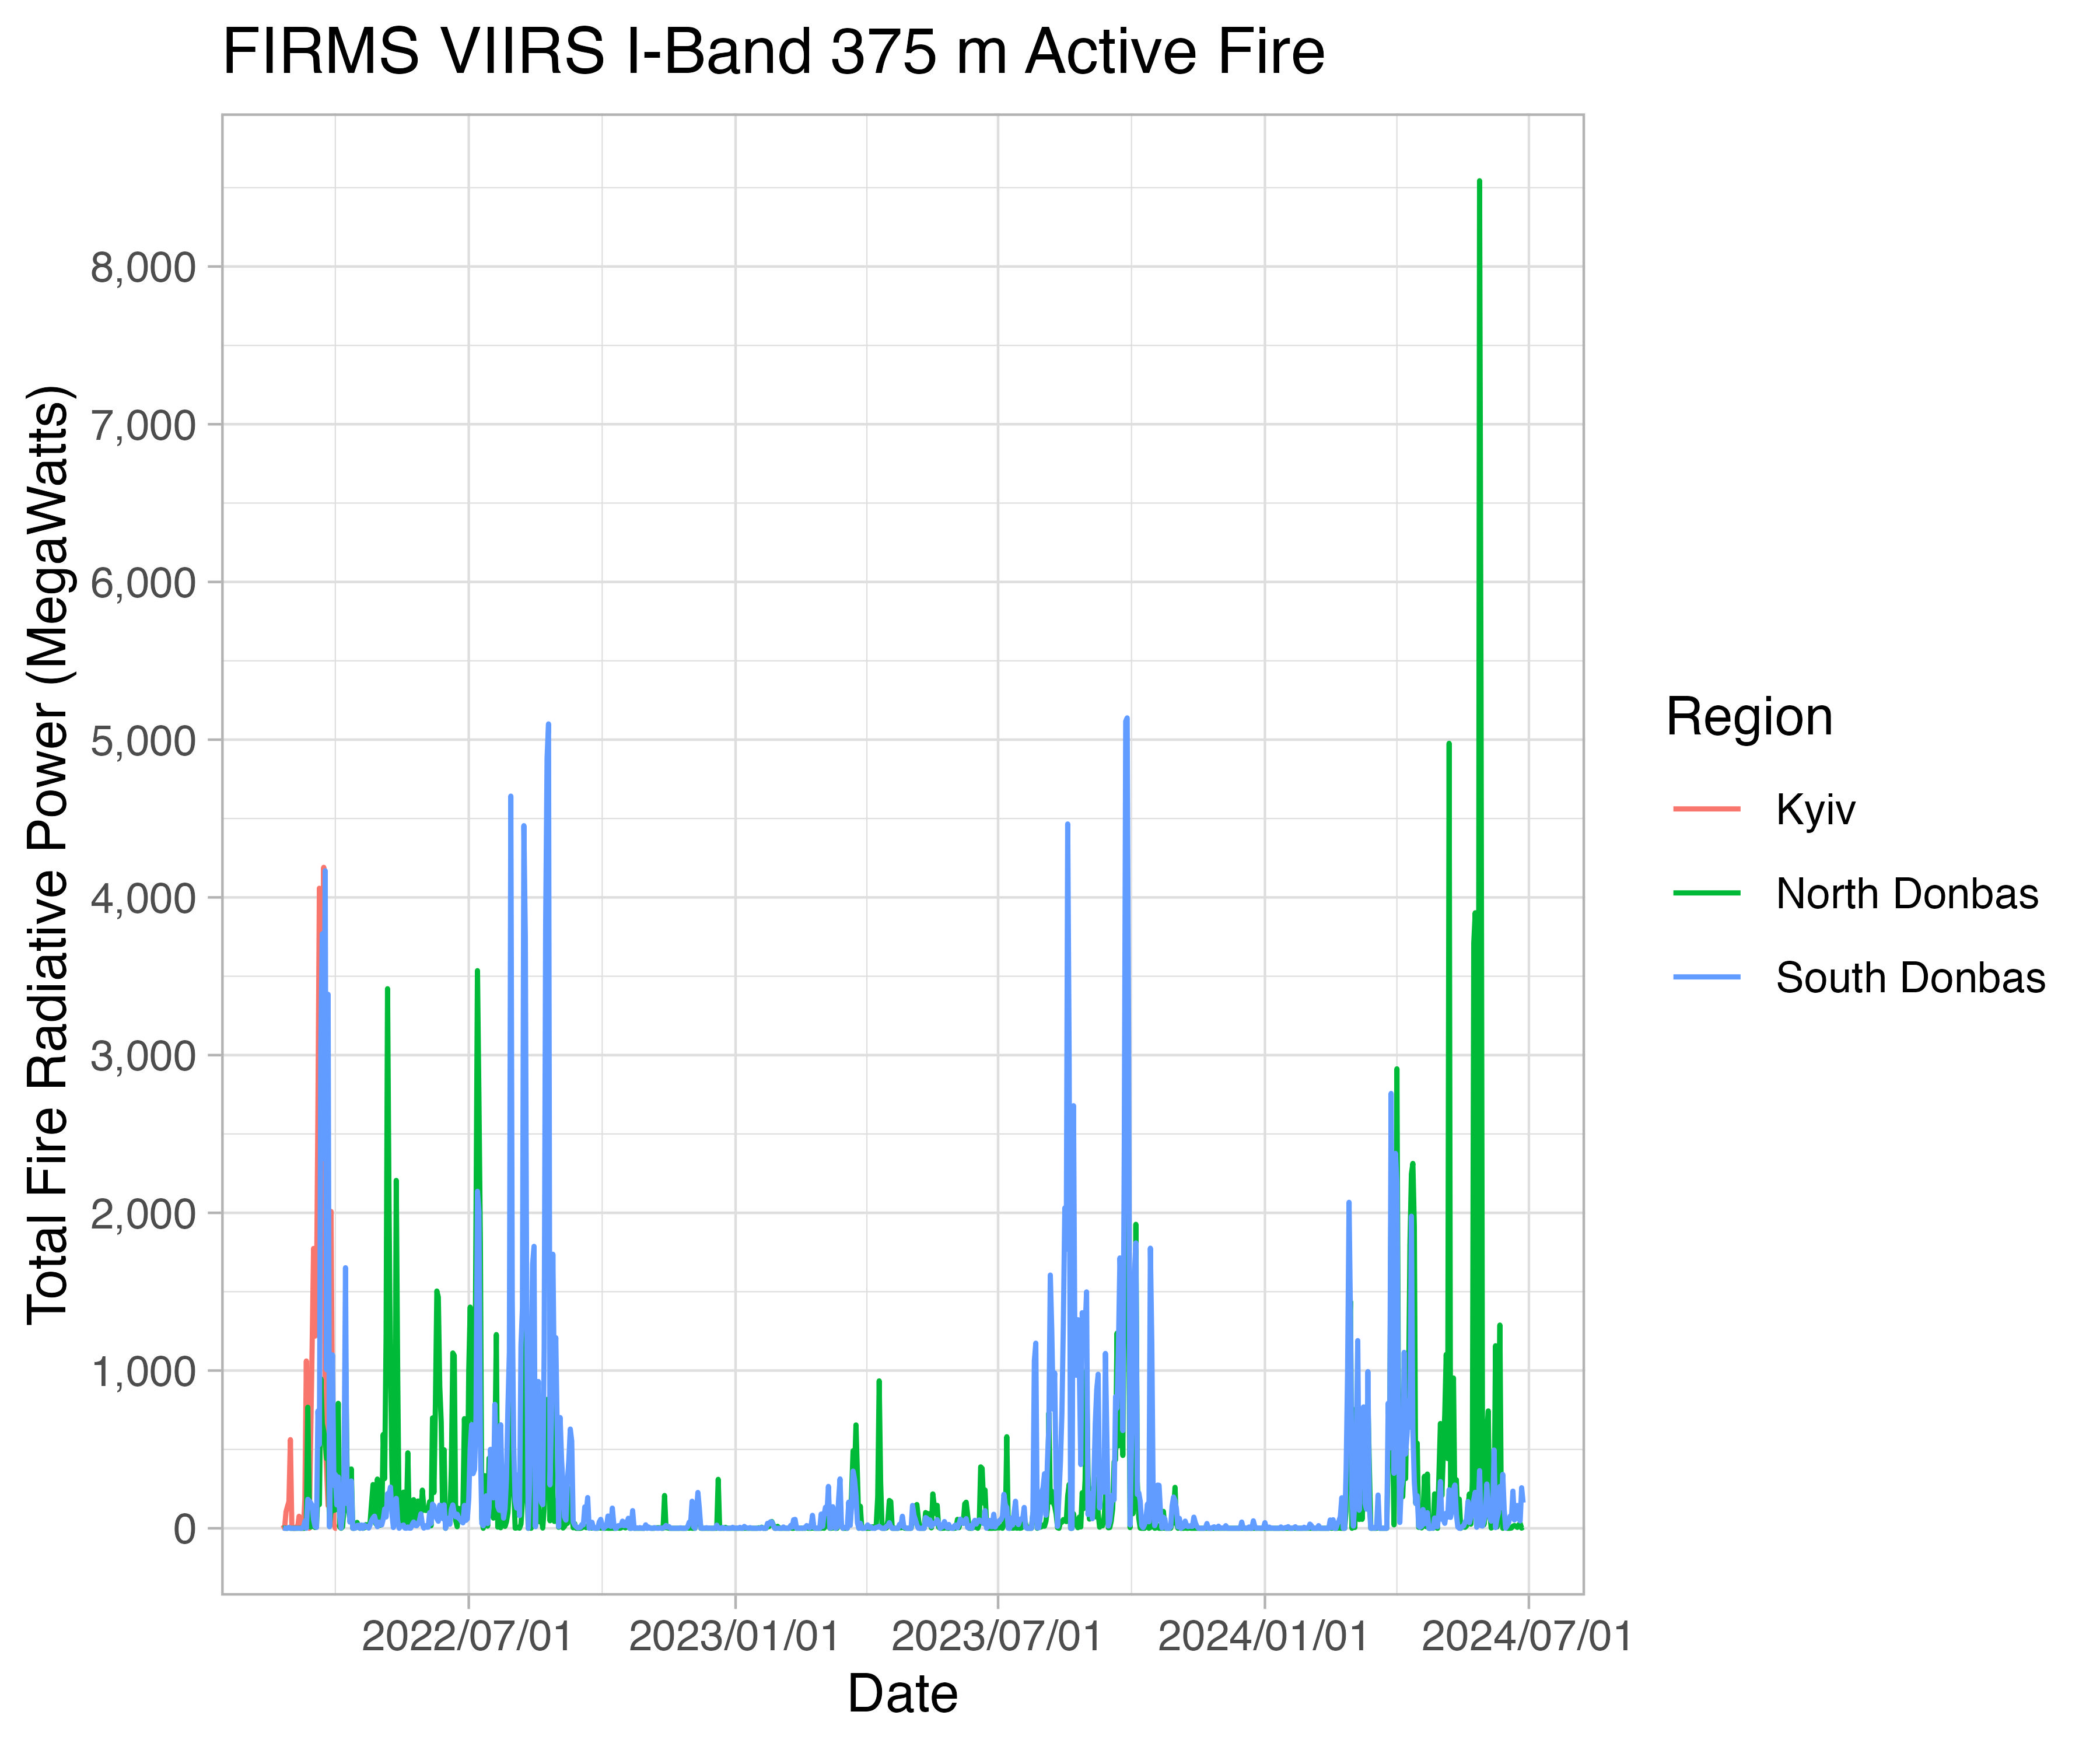 FIRMS VIIRS I-Band 375 m Active Fire
Total Fire Radiative Power (MegaWatts)
8,000
7,000
6,000
5,000
4,000
3,000
2,000
1,000
0
2022/07/01
2023/01/01
2023/07/01
2024/01/01
2024/07/01
Date
Region
Kyiv
North Donbas
South Donbas